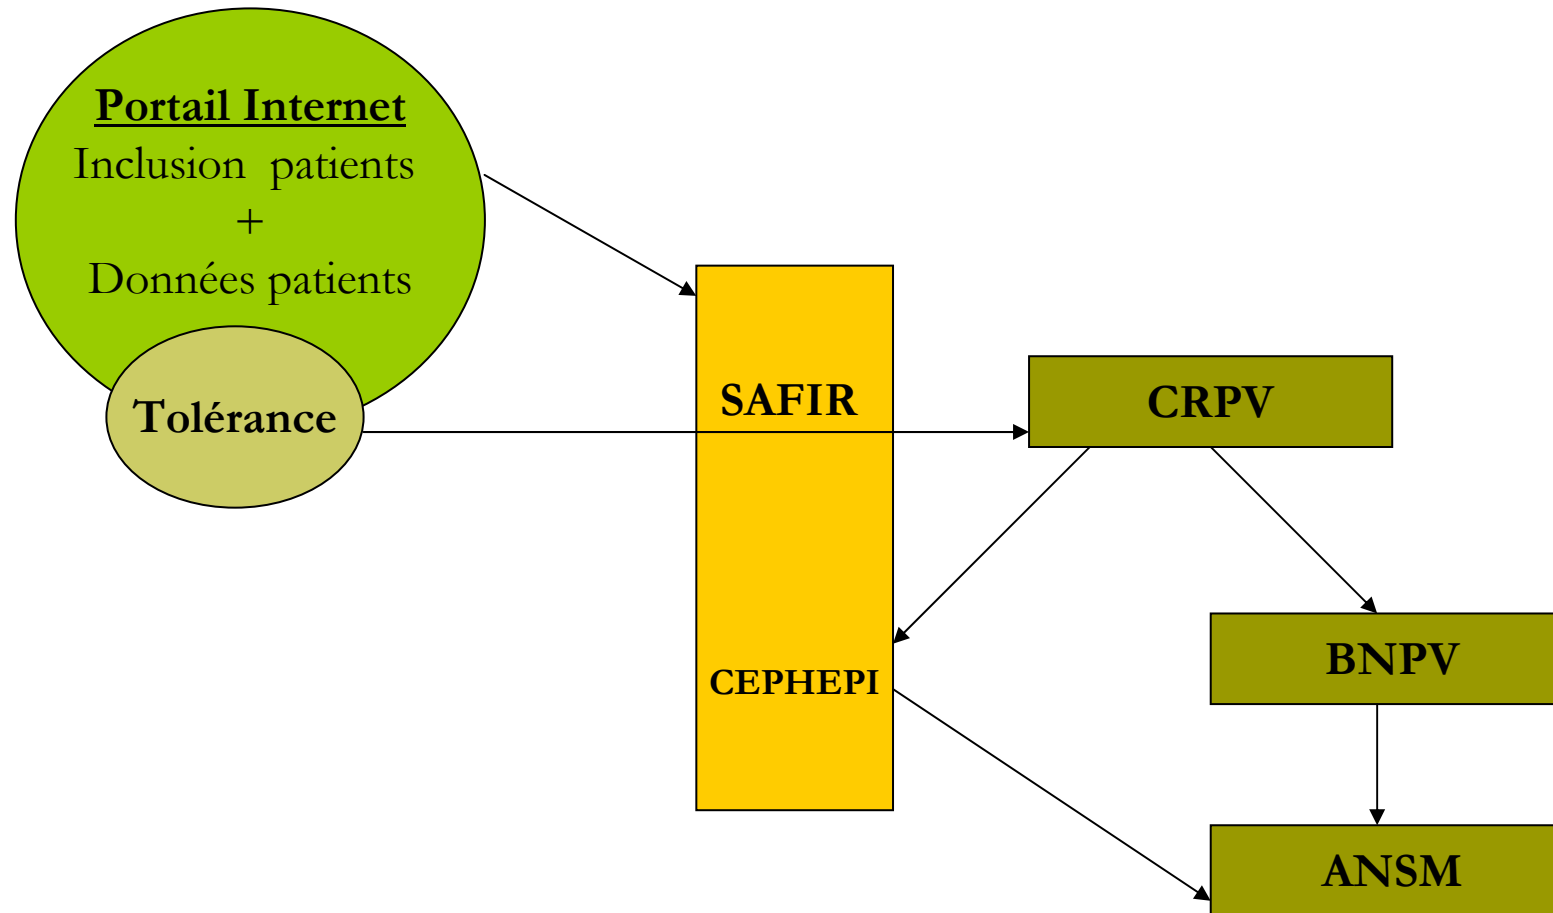 Portail Internet
Inclusion patients
+
Données patients
Tolérance
SAFIR
CEPHEPI
CRPV
BNPV
ANSM